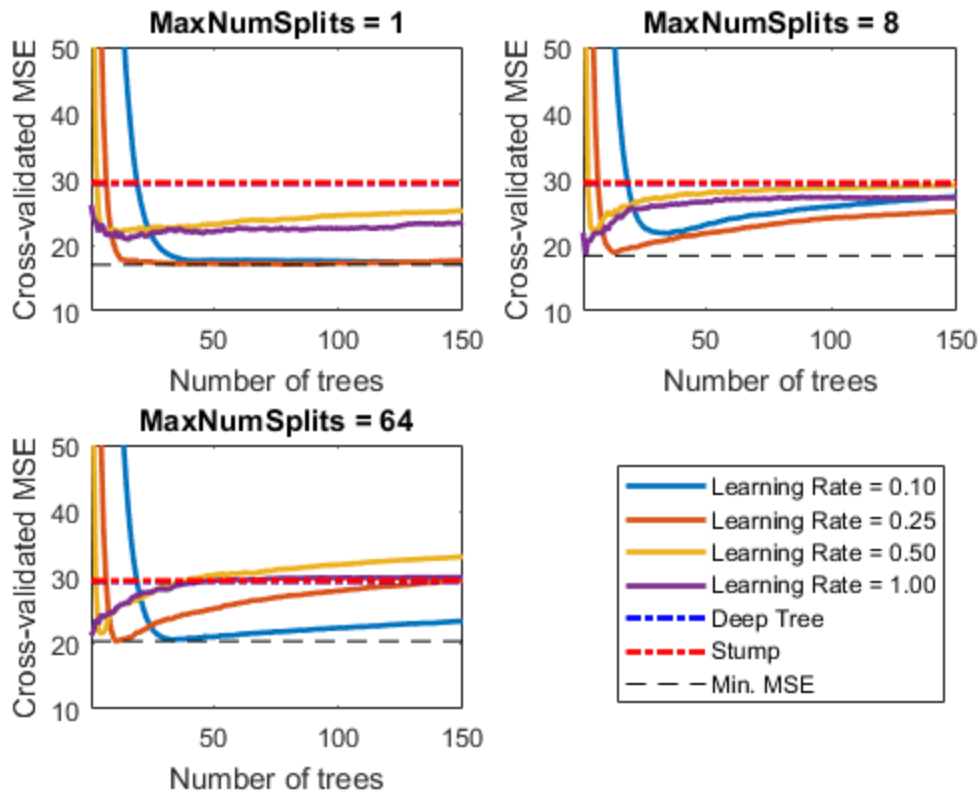 MaxNumSplits = 1
50
40
30
20
10
Cross-validated MSE
50
100
150
Number of trees
MaxNumSplits = 8
50
40
30
20
10
Cross-validated MSE
50
100
150
Number of trees
MaxNumSplits = 64
50
40
30
20
10
Cross-validated MSE
50
100
150
Number of trees
Learning Rate = 0.10
Learning Rate = 0.25
Learning Rate = 0.50
Learning Rate = 1.00
Deep Tree
Stump
Min. MSE